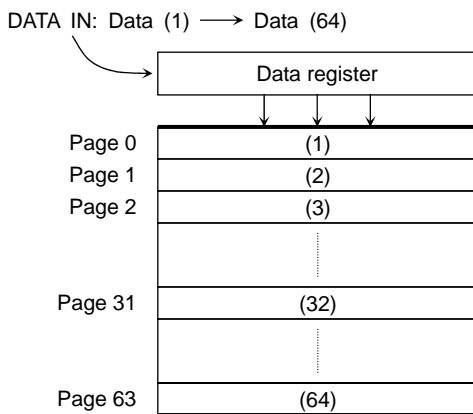 DATA IN: Data (1) ⟶ Data (64)
Data register
Page 0 (1)
Page 1 (2)
Page 2 (3)
Page 31 (32)
Page 63 (64)